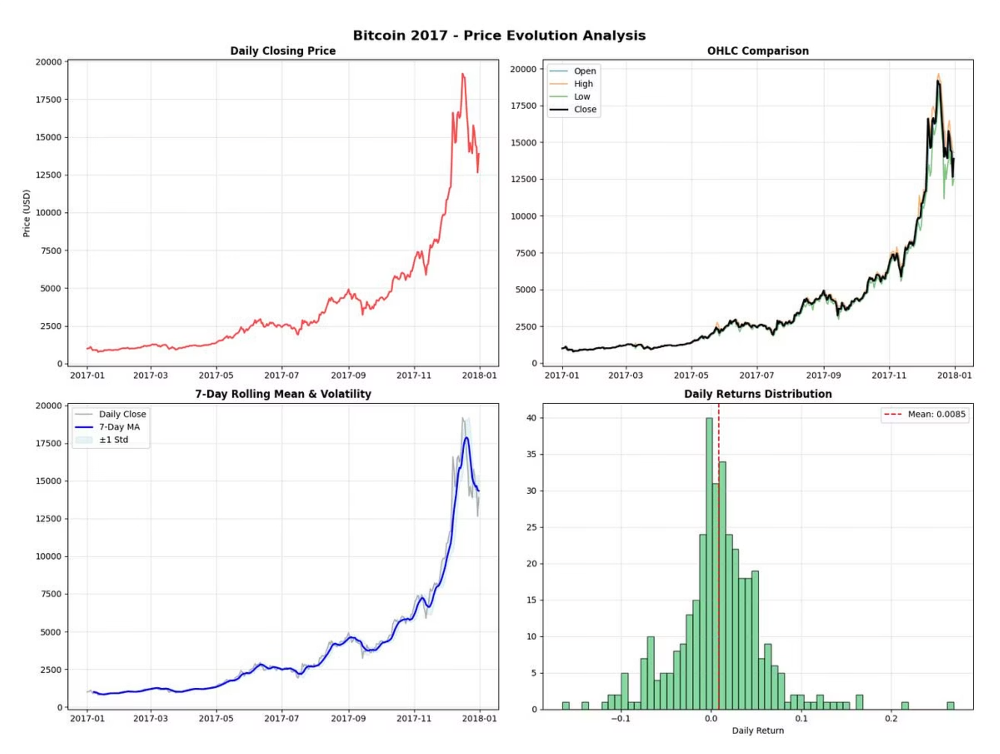 Bitcoin 2017 - Price Evolution Analysis
Daily Closing Price
20000
17500
15000
12500
10000
7500
5000
2500
0
Price (USD)
2017-01 2017-03 2017-05 2017-07 2017-09 2017-11 2018-01
OHLC Comparison
Open
High
Low
Close
20000
17500
15000
12500
10000
7500
5000
2500
0
2017-01 2017-03 2017-05 2017-07 2017-09 2017-11 2018-01
7-Day Rolling Mean & Volatility
Daily Close
7-Day MA
±1 Std
20000
17500
15000
12500
10000
7500
5000
2500
0
2017-01 2017-03 2017-05 2017-07 2017-09 2017-11 2018-01
Daily Returns Distribution
Mean: 0.0085
40
35
30
25
20
15
10
5
0
−0.1 0.0 0.1 0.2
Daily Return